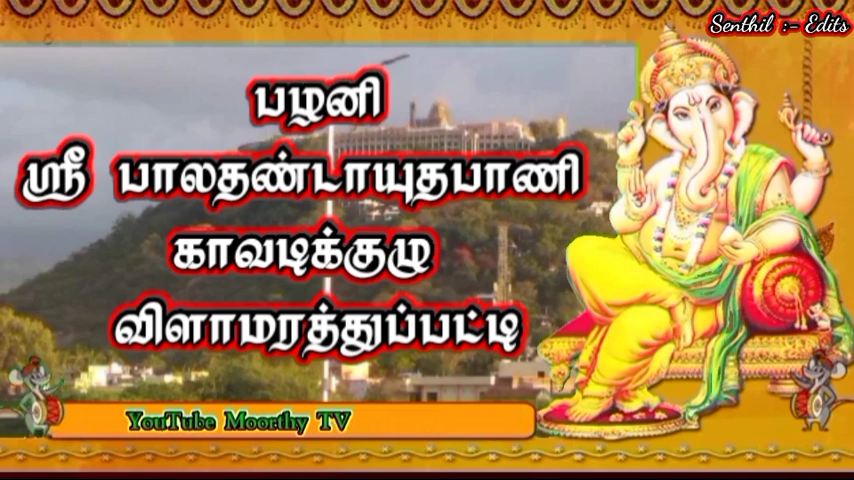 Senthil :- Edits
பழனி
ஸ்ரீ பாலதண்டாயுதபாணி
காவடிக்குழு
விளாமரத்துப்பட்டி
YouTube Moorthy TV